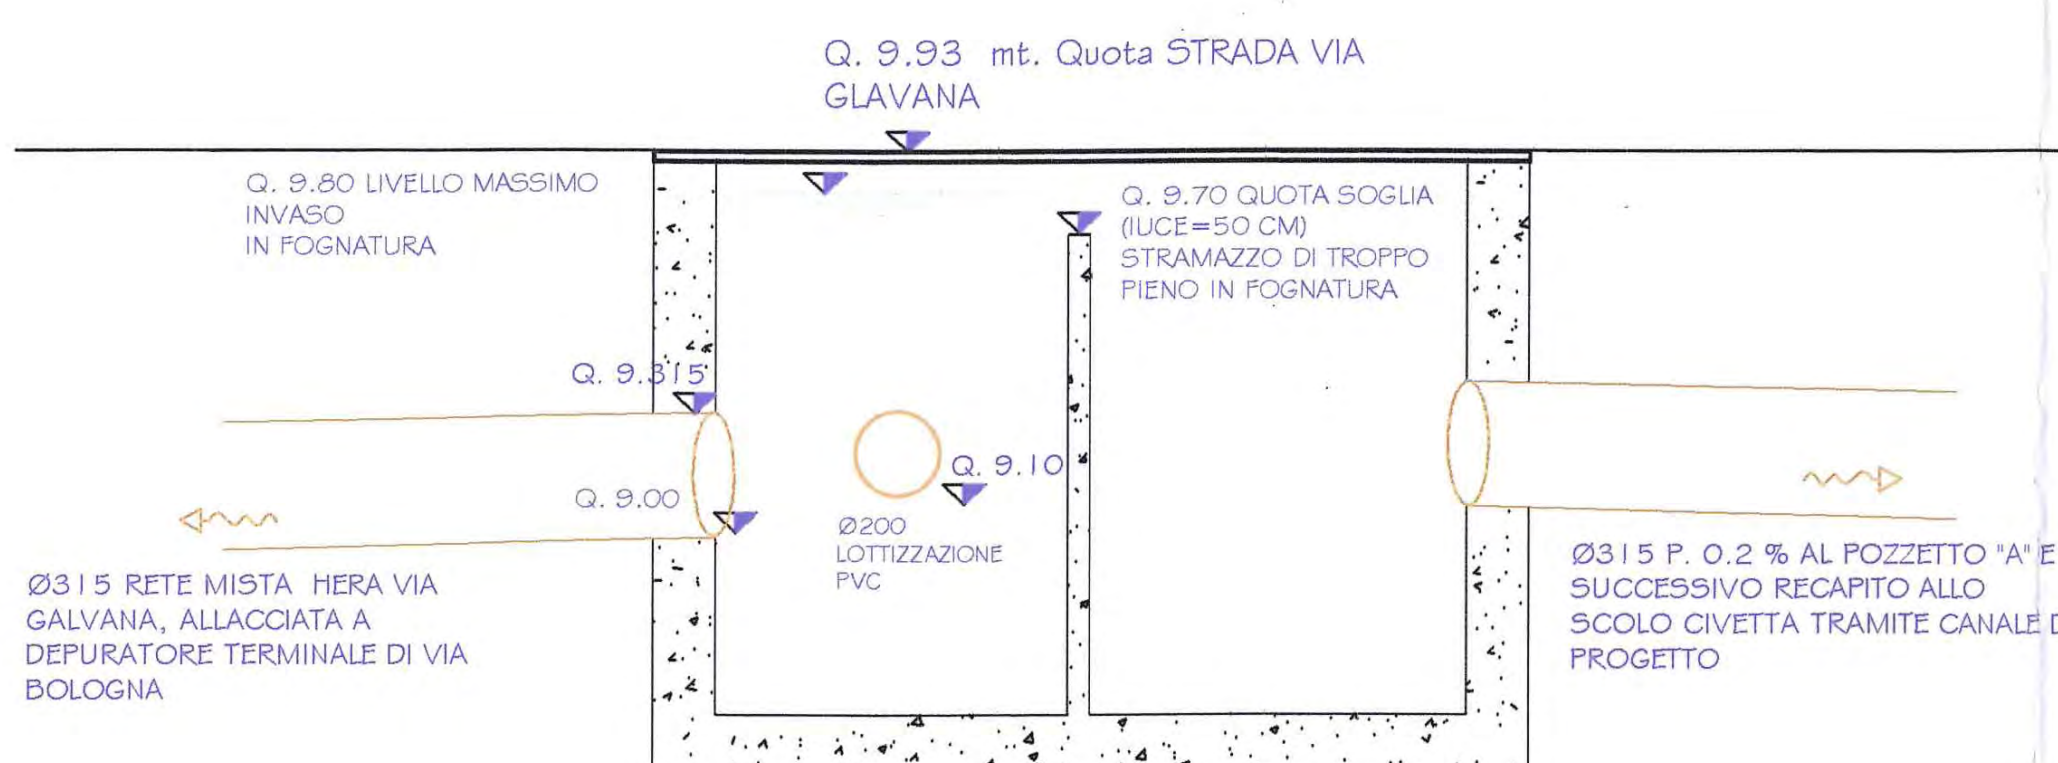 Q. 9.93 mt. Quota STRADA VIA
GLAVANA
Q. 9.80 LIVELLO MASSIMO
INVASO
IN FOGNATURA
Q. 9.70 QUOTA SOGLIA
(IUCE=50 CM)
STRAMAZZO DI TROPPO
PIENO IN FOGNATURA
Q. 9.315
Q. 9.10
Q. 9.00
Ø200
LOTTIZZAZIONE
PVC
Ø315 RETE MISTA HERA VIA
GALVANA, ALLACCIATA A
DEPURATORE TERMINALE DI VIA
BOLOGNA
Ø315 P. 0.2 % AL POZZETTO "A" E
SUCCESSIVO RECAPITO ALLO
SCOLO CIVETTA TRAMITE CANALE D
PROGETTO